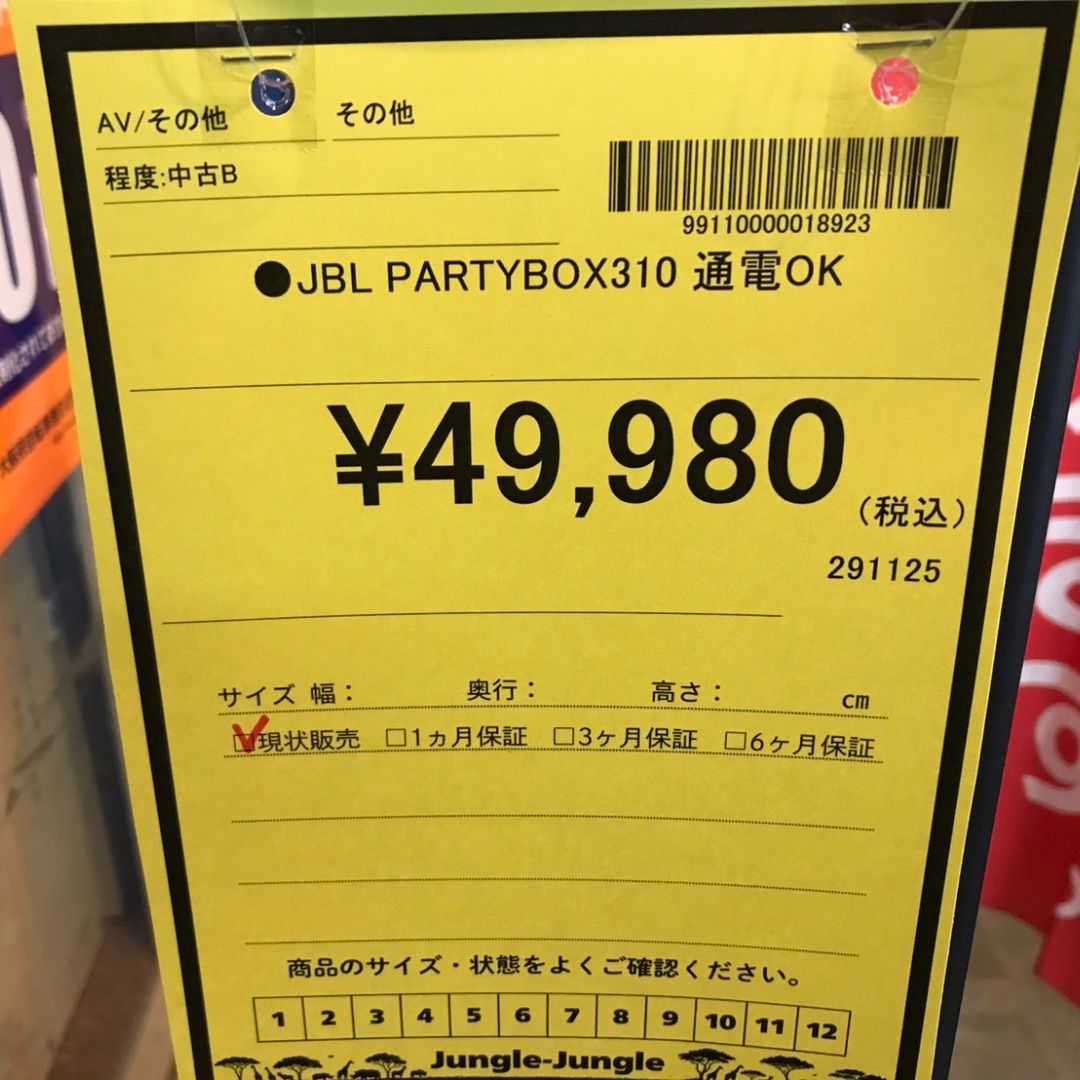 AV/その他 その他
程度:中古B
99110000018923
●JBL PARTYBOX310 通電OK
¥49,980
(税込)
291125
サイズ 幅: 奥行: 高さ: cm
☑現状販売 □1ヵ月保証 □3ヶ月保証 □6ヶ月保証
商品のサイズ・状態をよくご確認ください。
1 2 3 4 5 6 7 8 9 10 11 12
Jungle-Jungle